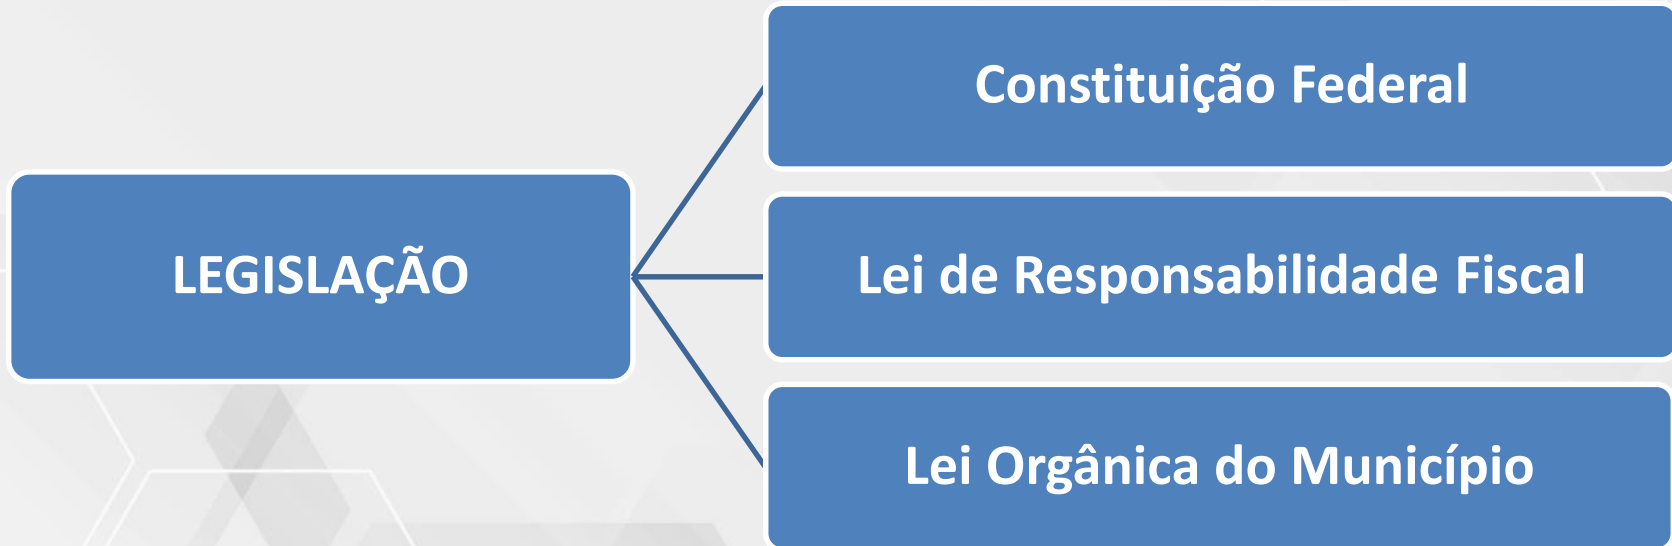 LEGISLAÇÃO
Constituição Federal
Lei de Responsabilidade Fiscal
Lei Orgânica do Município